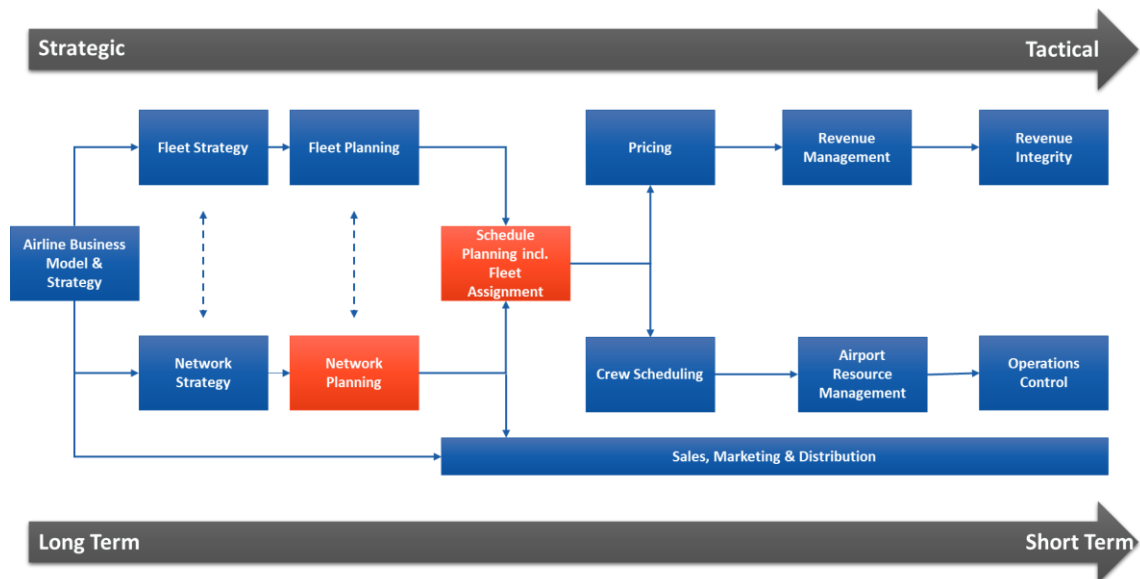 Strategic
Tactical
Fleet Strategy
Fleet Planning
Pricing
Revenue
Management
Revenue
Integrity
Airline Business
Model &
Strategy
Schedule
Planning incl.
Fleet
Assignment
Network
Strategy
Network
Planning
Crew Scheduling
Airport
Resource
Management
Operations
Control
Sales, Marketing & Distribution
Long Term
Short Term